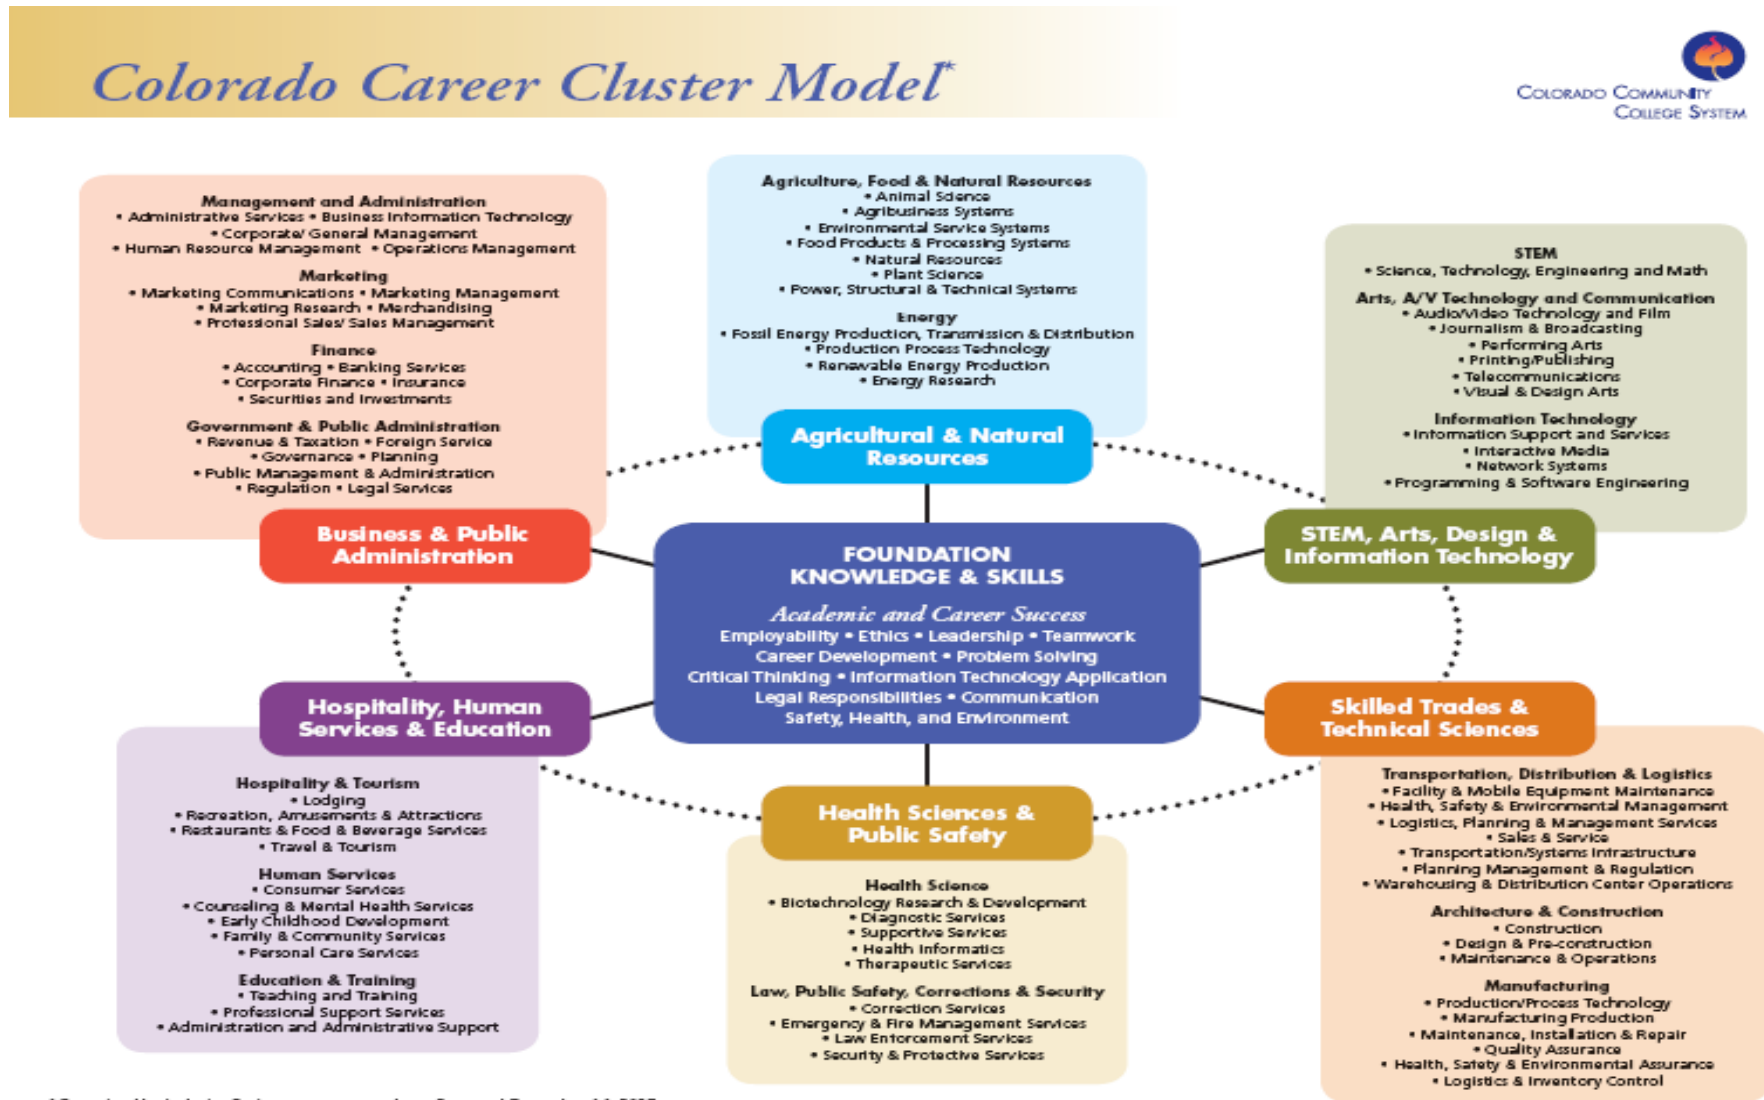 Colorado Career Cluster Model*
COLORADO COMMUNITY
COLLEGE SYSTEM
Management and Administration
• Administrative Services • Business Information Technology
• Corporate/ General Management
• Human Resource Management • Operations Management
Marketing
• Marketing Communications • Marketing Management
• Marketing Research • Merchandising
• Professional Sales/ Sales Management
Finance
• Accounting • Banking Services
• Corporate Finance • Insurance
• Securities and Investments
Government & Public Administration
• Revenue & Taxation • Foreign Service
• Governance • Planning
• Public Management & Administration
• Regulation • Legal Services
Business & Public
Administration
Agriculture, Food & Natural Resources
• Animal Science
• Agribusiness Systems
• Environmental Service Systems
• Food Products & Processing Systems
• Natural Resources
• Plant Science
• Power, Structural & Technical Systems
Energy
• Fossil Energy Production, Transmission & Distribution
• Production Process Technology
• Renewable Energy Production
• Energy Research
Agricultural & Natural
Resources
STEM
• Science, Technology, Engineering and Math
Arts, A/V Technology and Communication
• Audio/Video Technology and Film
• Journalism & Broadcasting
• Performing Arts
• Printing/Publishing
• Telecommunications
• Visual & Design Arts
Information Technology
• Information Support and Services
• Interactive Media
• Network Systems
• Programming & Software Engineering
STEM, Arts, Design &
Information Technology
FOUNDATION
KNOWLEDGE & SKILLS
Academic and Career Success
Employability • Ethics • Leadership • Teamwork
Career Development • Problem Solving
Critical Thinking • Information Technology Application
Legal Responsibilities • Communication
Safety, Health, and Environment
Hospitality, Human
Services & Education
Hospitality & Tourism
• Lodging
• Recreation, Amusements & Attractions
• Restaurants & Food & Beverage Services
• Travel & Tourism
Human Services
• Consumer Services
• Counseling & Mental Health Services
• Early Childhood Development
• Family & Community Services
• Personal Care Services
Education & Training
• Teaching and Training
• Professional Support Services
• Administration and Administrative Support
Health Sciences &
Public Safety
Health Science
• Biotechnology Research & Development
• Diagnostic Services
• Supportive Services
• Health Informatics
• Therapeutic Services
Law, Public Safety, Corrections & Security
• Correction Services
• Emergency & Fire Management Services
• Law Enforcement Services
• Security & Protective Services
Skilled Trades &
Technical Sciences
Transportation, Distribution & Logistics
• Facility & Mobile Equipment Maintenance
• Health, Safety & Environmental Management
• Logistics, Planning & Management Services
• Sales & Service
• Transportation/Systems Infrastructure
• Planning Management & Regulation
• Warehousing & Distribution Center Operations
Architecture & Construction
• Construction
• Design & Pre-construction
• Maintenance & Operations
Manufacturing
• Production/Process Technology
• Manufacturing Production
• Maintenance, Installation & Repair
• Quality Assurance
• Health, Safety & Environmental Assurance
• Logistics & Inventory Control